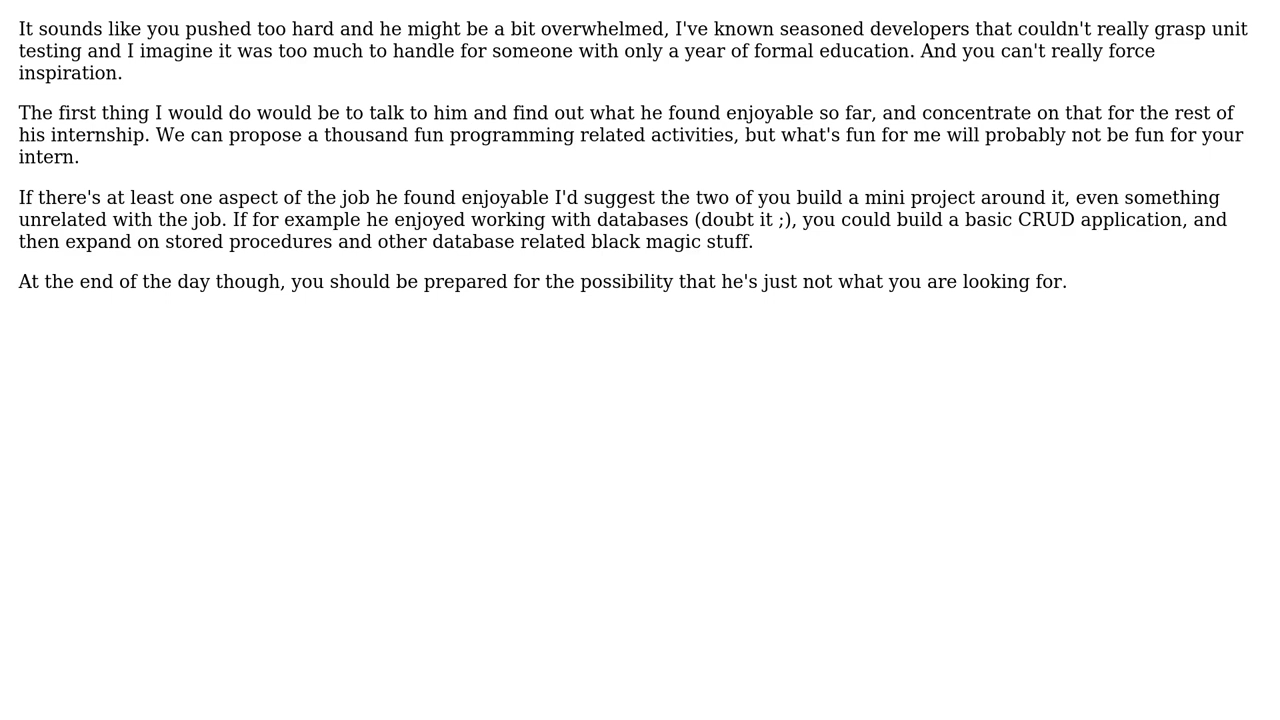 It sounds like you pushed too hard and he might be a bit overwhelmed, I've known seasoned developers that couldn't really grasp unit
testing and I imagine it was too much to handle for someone with only a year of formal education. And you can't really force
inspiration.
The first thing I would do would be to talk to him and find out what he found enjoyable so far, and concentrate on that for the rest of
his internship. We can propose a thousand fun programming related activities, but what's fun for me will probably not be fun for your
intern.
If there's at least one aspect of the job he found enjoyable I'd suggest the two of you build a mini project around it, even something
unrelated with the job. If for example he enjoyed working with databases (doubt it ;), you could build a basic CRUD application, and
then expand on stored procedures and other database related black magic stuff.
At the end of the day though, you should be prepared for the possibility that he's just not what you are looking for.